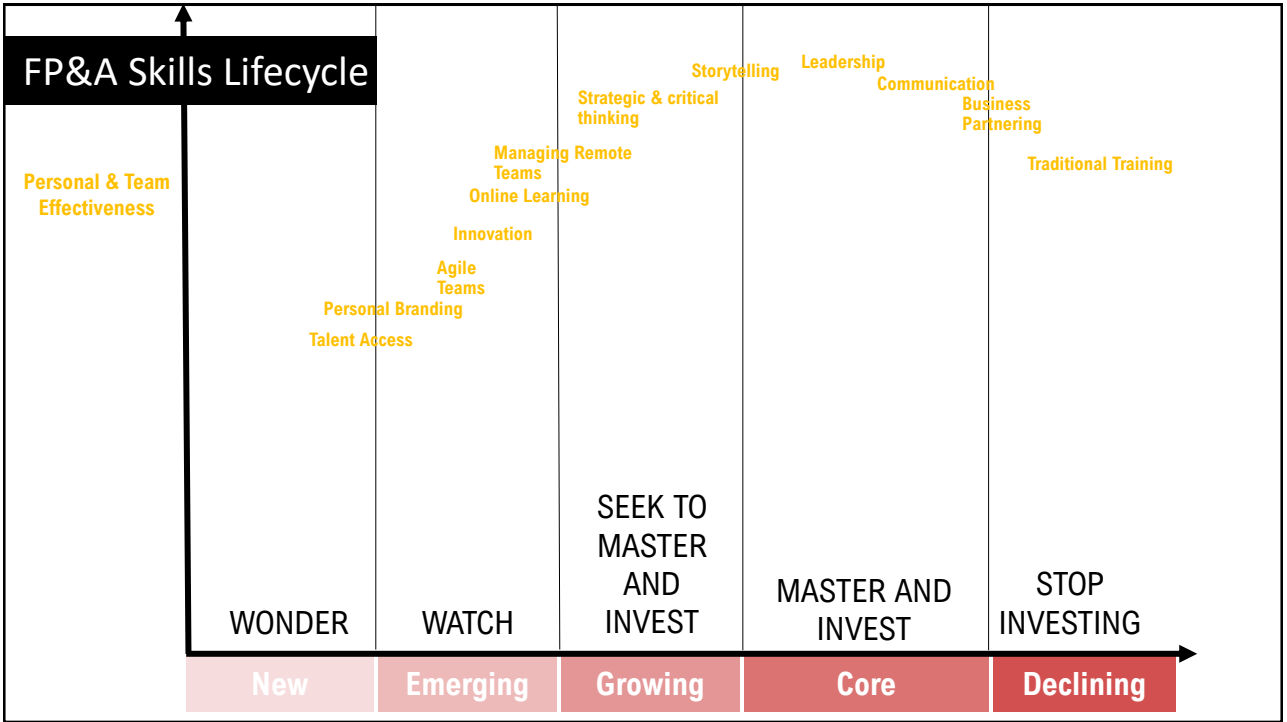 FP&A Skills Lifecycle
Personal & Team
Effectiveness
Storytelling
Leadership
Communication
Business
Partnering
Strategic & critical
thinking
Managing Remote
Teams
Traditional Training
Online Learning
Innovation
Agile
Teams
Personal Branding
Talent Access
WONDER
WATCH
SEEK TO
MASTER
AND
INVEST
MASTER AND
INVEST
STOP
INVESTING
New
Emerging
Growing
Core
Declining